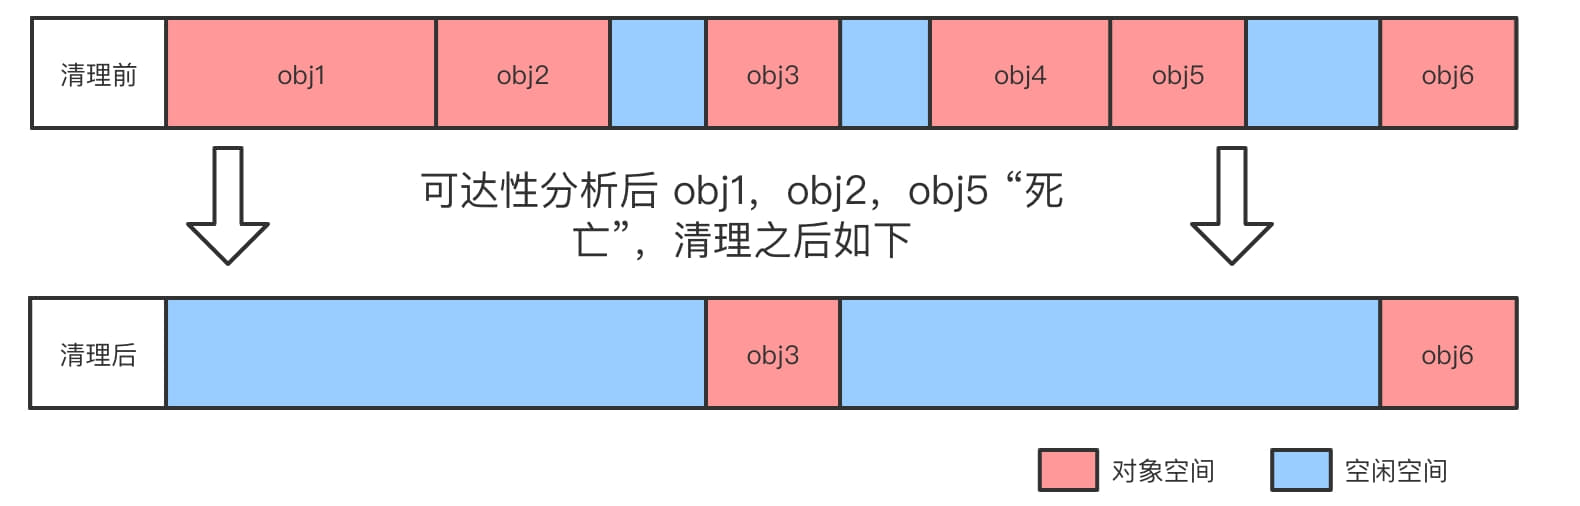 清理前 obj1 obj2 obj3 obj4 obj5 obj6
可达性分析后 obj1，obj2，obj5 “死
亡”，清理之后如下
清理后 obj3 obj6
对象空间 空闲空间